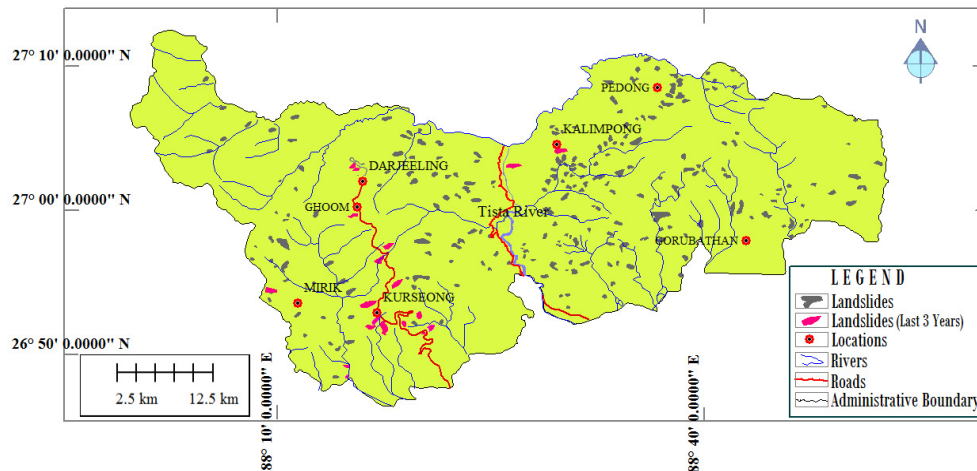 27° 10' 0.0000" N
27° 00' 0.0000" N
26° 50' 0.0000" N
N
PEDONG
KALIMPONG
DARJEELING
GHOOM
Tista River
GORUBATHAN
MIRIK
KURSEONG
2.5 km 12.5 km
88° 10' 0.0000" E
88° 40' 0.0000" E
LEGEND
Landslides
Landslides (Last 3 Years)
Locations
Rivers
Roads
Administrative Boundary